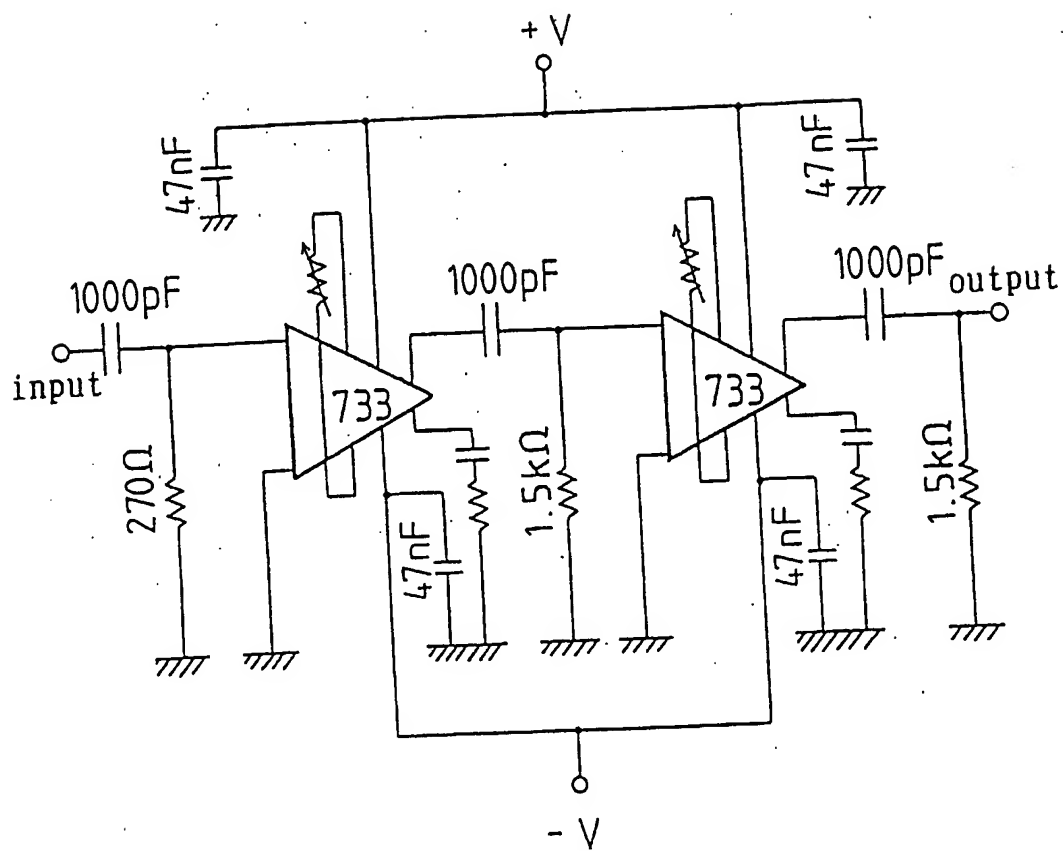 + V
47nF
47nF
1000pF
1000pF
1000pF
output
input
733
733
270Ω
1.5kΩ
1.5kΩ
47nF
47nF
- V